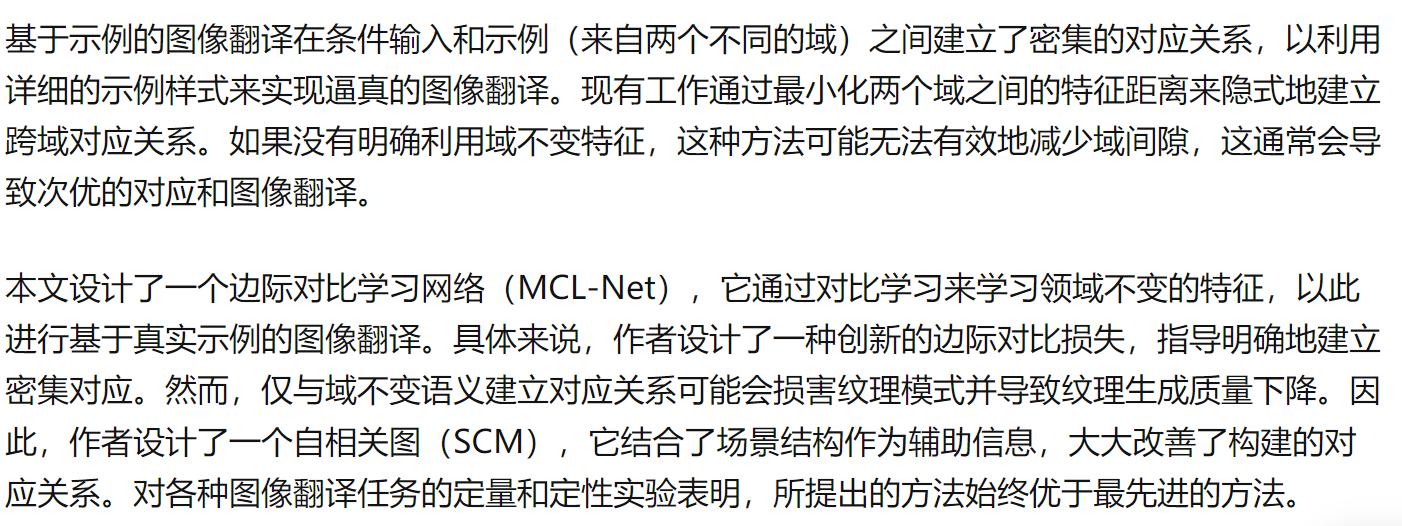 基于示例的图像翻译在条件输入和示例（来自两个不同的域）之间建立了密集的对应关系，以利用
详细的示例样式来实现逼真的图像翻译。现有工作通过最小化两个域之间的特征距离来隐式地建立
跨域对应关系。如果没有明确利用域不变特征，这种方法可能无法有效地减少域间隙，这通常会导
致次优的对应和图像翻译。
本文设计了一个边际对比学习网络（MCL-Net），它通过对比学习来学习领域不变的特征，以此
进行基于真实示例的图像翻译。具体来说，作者设计了一种创新的边际对比损失，指导明确地建立
密集对应。然而，仅与域不变语义建立对应关系可能会损害纹理模式并导致纹理生成质量下降。因
此，作者设计了一个自相关图（SCM），它结合了场景结构作为辅助信息，大大改善了构建的对
应关系。对各种图像翻译任务的定量和定性实验表明，所提出的方法始终优于最先进的方法。